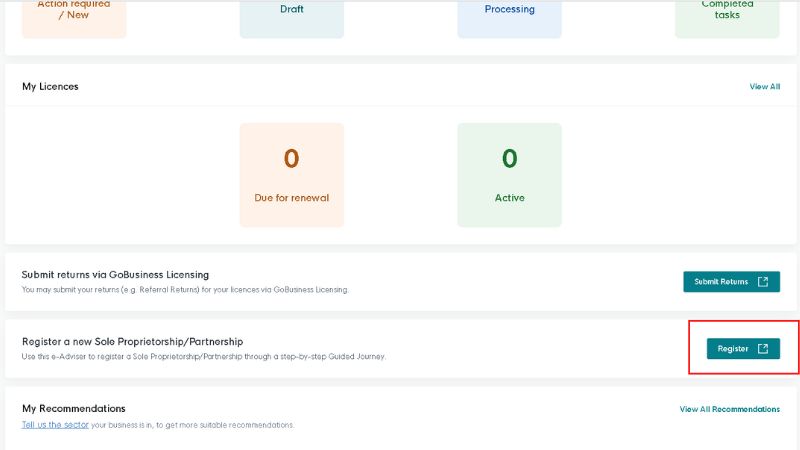 Action required
/ New
Draft
Processing
Completed
tasks
My Licences
View All
0
Due for renewal
0
Active
Submit returns via GoBusiness Licensing
You may submit your returns (e.g. Referral Returns) for your licences via GoBusiness Licensing.
Submit Returns
Register a new Sole Proprietorship/Partnership
Use this e-Adviser to register a Sole Proprietorship/Partnership through a step-by-step Guided Journey.
Register
My Recommendations
View All Recommendations
Tell us the sector your business is in, to get more suitable recommendations.